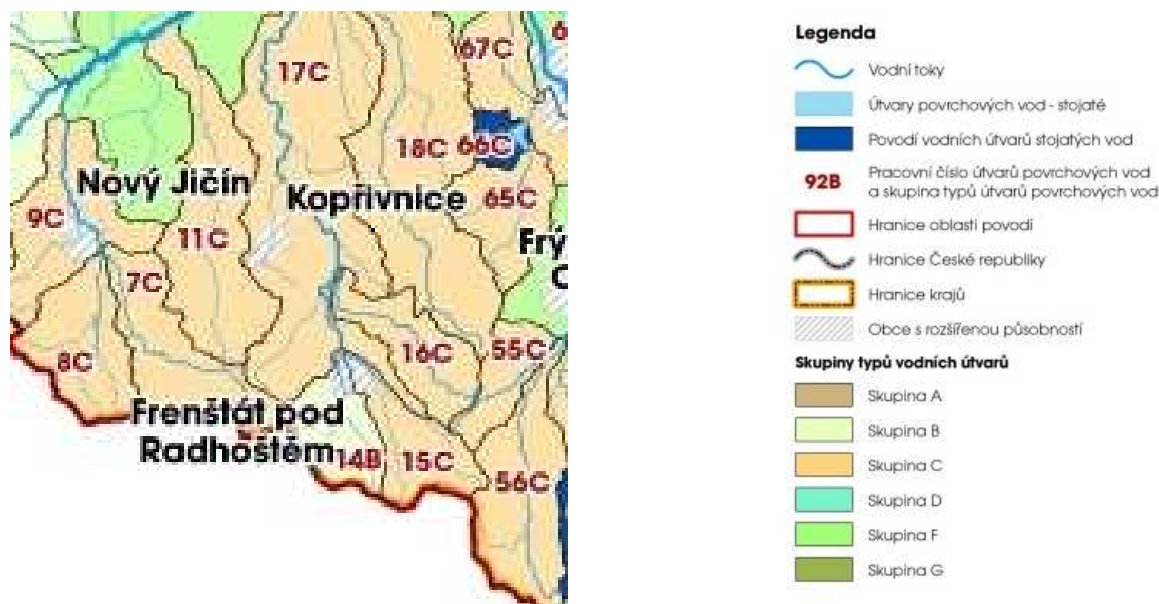 67C
6
17C
18C
66C
Nový Jičín
Kopřivnice
65C
9C
11C
Frý
7C
C
8C
16C
55C
Frenštát pod
Radhoštěm
14B
15C
56C
Legenda
Vodní toky
Útvary povrchových vod - stojaté
Povodí vodních útvarů stojatých vod
92B
Pracovní číslo útvarů povrchových vod
a skupina typů útvarů povrchových vod
Hranice oblasti povodí
Hranice České republiky
Hranice krajů
Obce s rozšířenou působností
Skupiny typů vodních útvarů
Skupina A
Skupina B
Skupina C
Skupina D
Skupina F
Skupina G